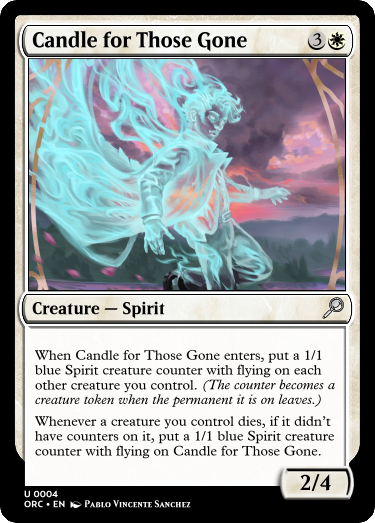 Candle for Those Gone 3
Creature — Spirit
When Candle for Those Gone enters, put a 1/1
blue Spirit creature counter with flying on each
other creature you control. (The counter becomes a
creature token when the permanent it is on leaves.)
Whenever a creature you control dies, if it didn't
have counters on it, put a 1/1 blue Spirit creature
counter with flying on Candle for Those Gone.
2/4
U 0004
ORC • EN Pablo Vincente Sanchez